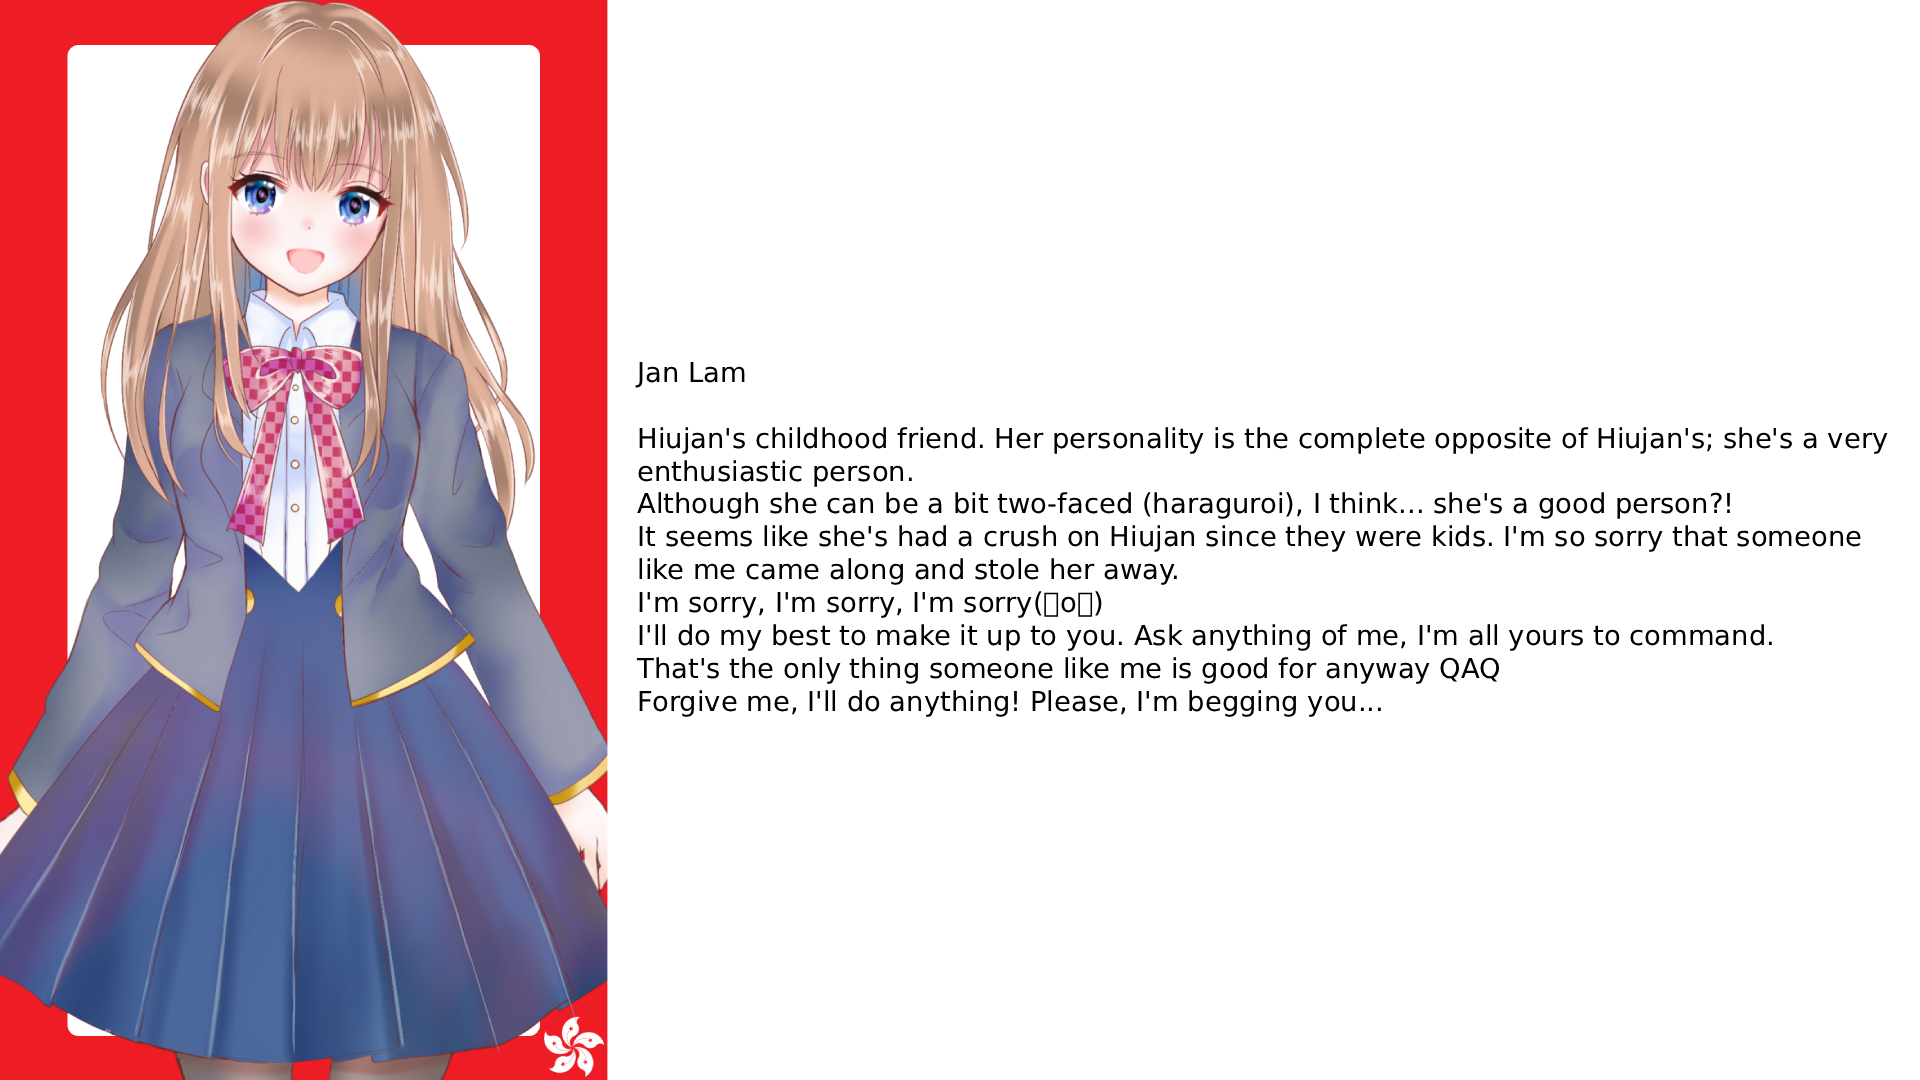 Jan Lam
Hiujan's childhood friend. Her personality is the complete opposite of Hiujan's; she's a very
enthusiastic person.
Although she can be a bit two-faced (haraguroi), I think... she's a good person?!
It seems like she's had a crush on Hiujan since they were kids. I'm so sorry that someone
like me came along and stole her away.
I'm sorry, I'm sorry, I'm sorry(▯o▯)
I'll do my best to make it up to you. Ask anything of me, I'm all yours to command.
That's the only thing someone like me is good for anyway QAQ
Forgive me, I'll do anything! Please, I'm begging you...